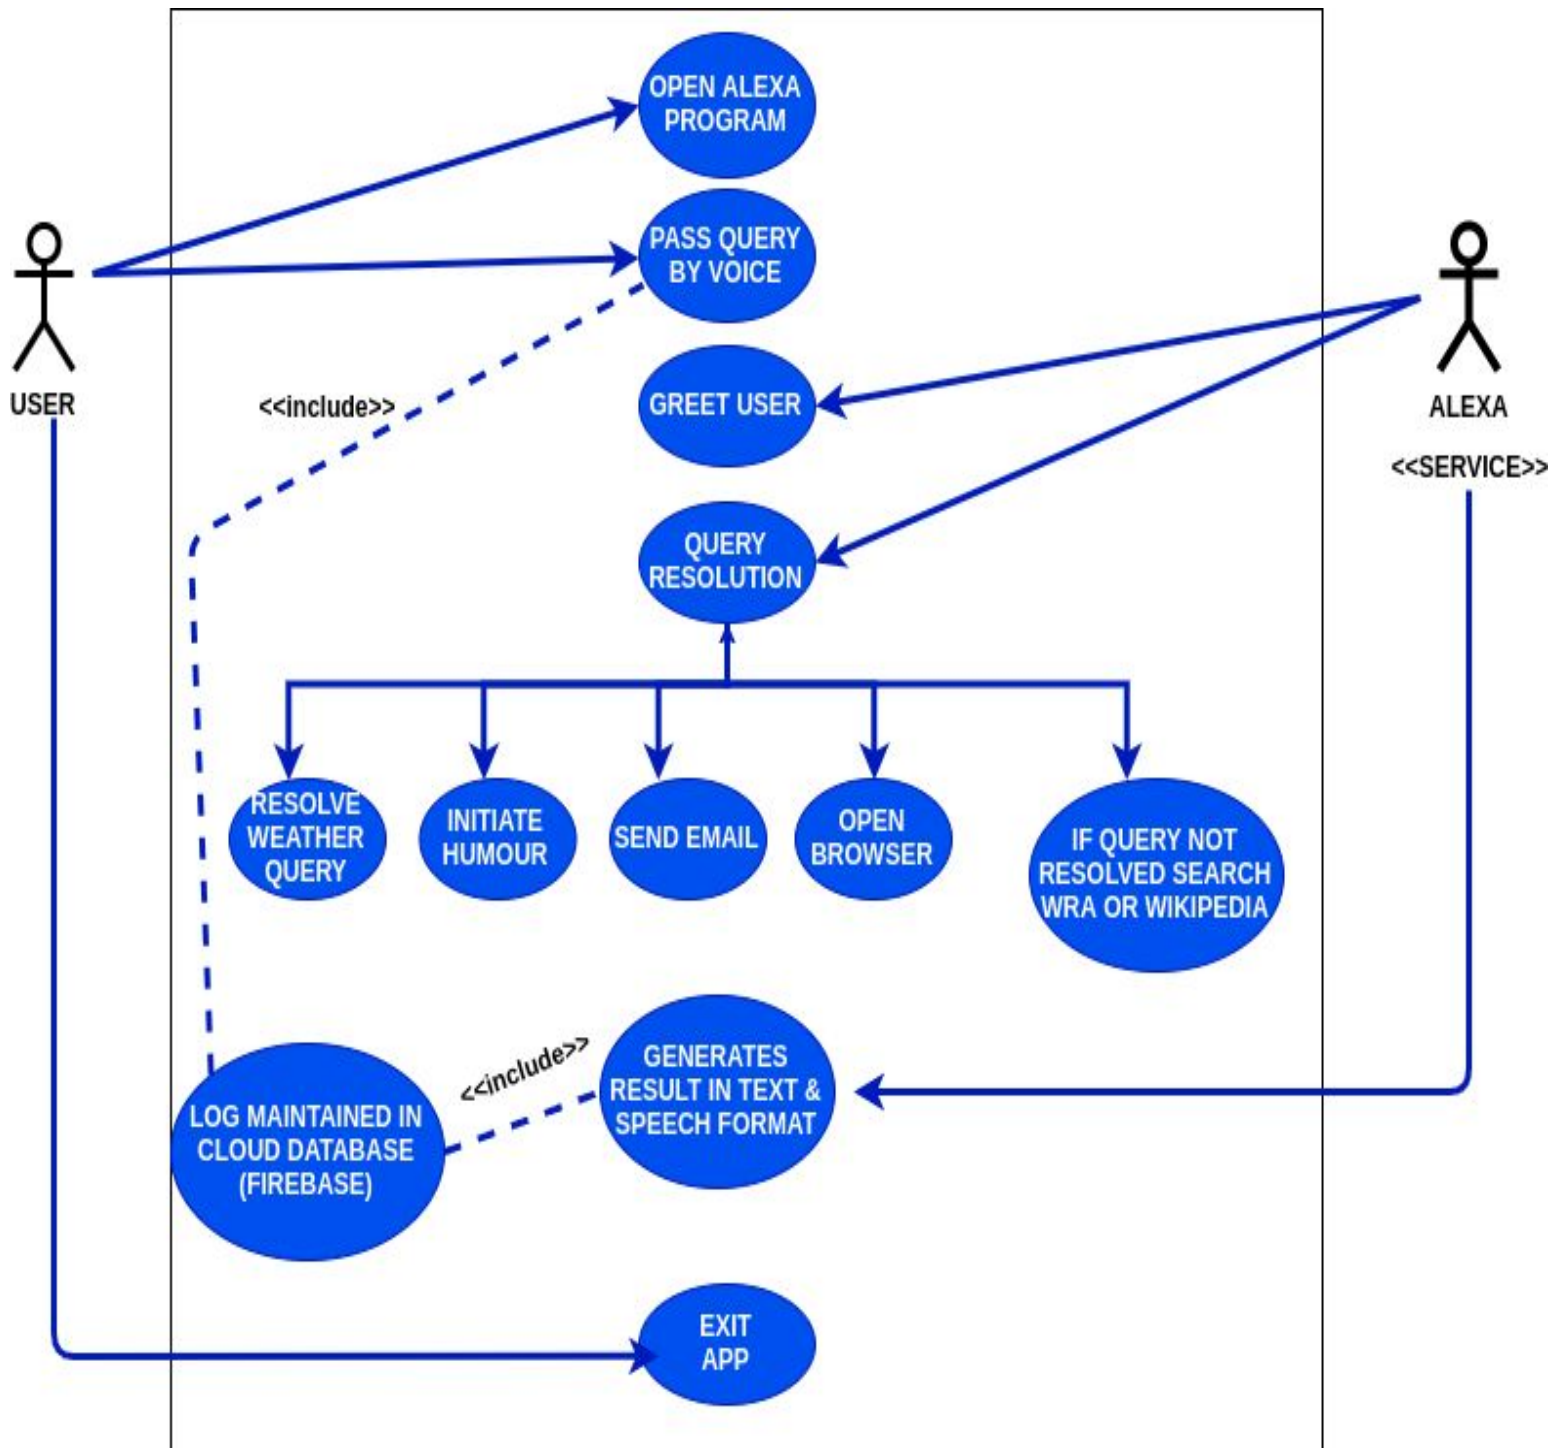 OPEN ALEXA
PROGRAM
PASS QUERY
BY VOICE
USER
<<include>>
GREET USER
ALEXA
<<SERVICE>>
QUERY
RESOLUTION
RESOLVE
WEATHER
QUERY
INITIATE
HUMOUR
SEND EMAIL
OPEN
BROWSER
IF QUERY NOT
RESOLVED SEARCH
WRA OR WIKIPEDIA
LOG MAINTAINED IN
CLOUD DATABASE
(FIREBASE)
<<include>>
GENERATES
RESULT IN TEXT &
SPEECH FORMAT
EXIT
APP